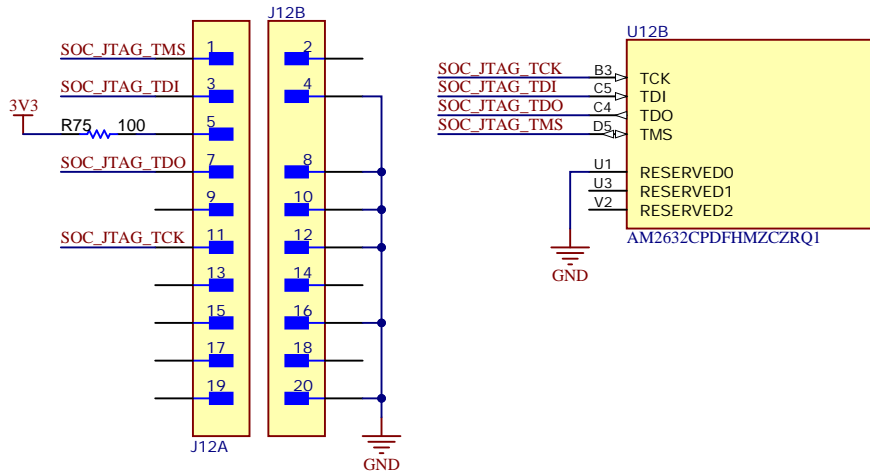 J12B
U12B
SOC_JTAG_TMS 1 2
SOC_JTAG_TDI 3 4
3V3 R75 100 5
SOC_JTAG_TDO 7 8
9 10
SOC_JTAG_TCK 11 12
13 14
15 16
17 18
19 20
J12A
GND
SOC_JTAG_TCK B3 TCK
SOC_JTAG_TDI C5 TDI
SOC_JTAG_TDO C4 TDO
SOC_JTAG_TMS D5 TMS
U1 RESERVED0
U3 RESERVED1
V2 RESERVED2
AM2632CPDFHMZCZRQ1
GND